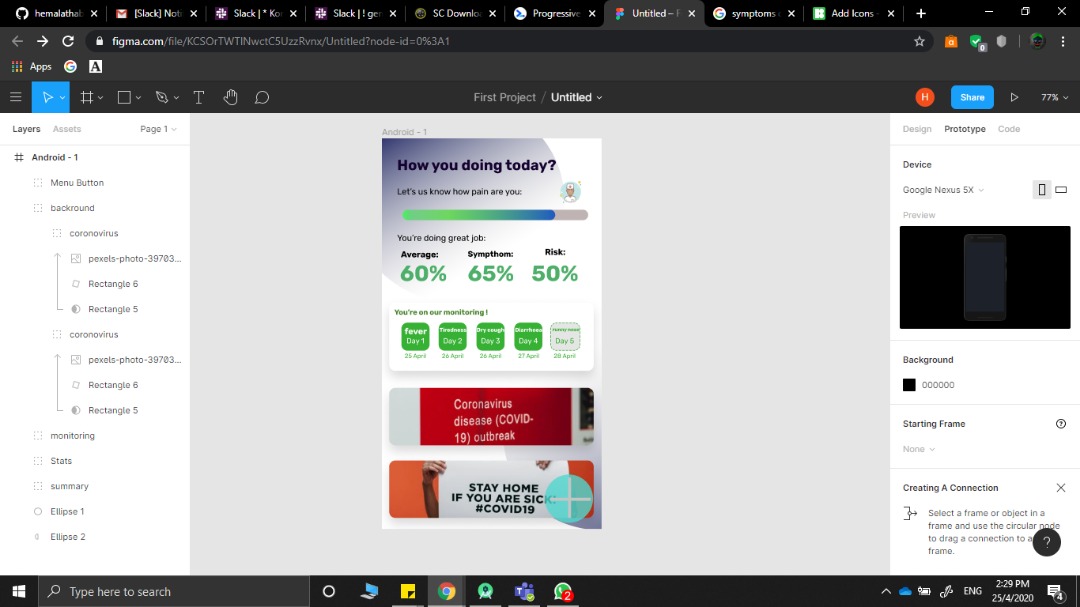 hemalathab
[Slack] Noti
Slack | * Ko
Slack | ! ger
SC Downloa
Progressive
Untitled – F
symptoms
Add Icons -
figma.com/file/KCSOrTWTINwctC5UzzRvnx/Untitled?node-id=0%3A1
0
Apps
A
First Project / Untitled
H
Share
77%
Layers
Assets
Page 1
Android - 1
Menu Button
backround
coronovirus
pexels-photo-39703...
Rectangle 6
Rectangle 5
coronovirus
pexels-photo-39703...
Rectangle 6
Rectangle 5
monitoring
Stats
summary
Ellipse 1
Ellipse 2
Android - 1
How you doing today?
Let's us know how pain are you:
You're doing great job:
Average:
Sympthom:
Risk:
60%
65%
50%
You're on our monitoring !
fever
Tiredness
Dry cough
Diarrhoea
runny nose
Day 1
Day 2
Day 3
Day 4
Day 5
25 April
26 April
26 April
27 April
28 April
Coronavirus
disease (COVID-
19) outbreak
STAY HOME
IF YOU ARE SICK
#COVID19
Design
Prototype
Code
Device
Google Nexus 5X
Preview
Background
000000
Starting Frame
None
Creating A Connection
Select a frame or object in a
frame and use the circular node
to drag a connection to a
frame.
?
Type here to search
2
ENG
2:29 PM
25/4/2020
4